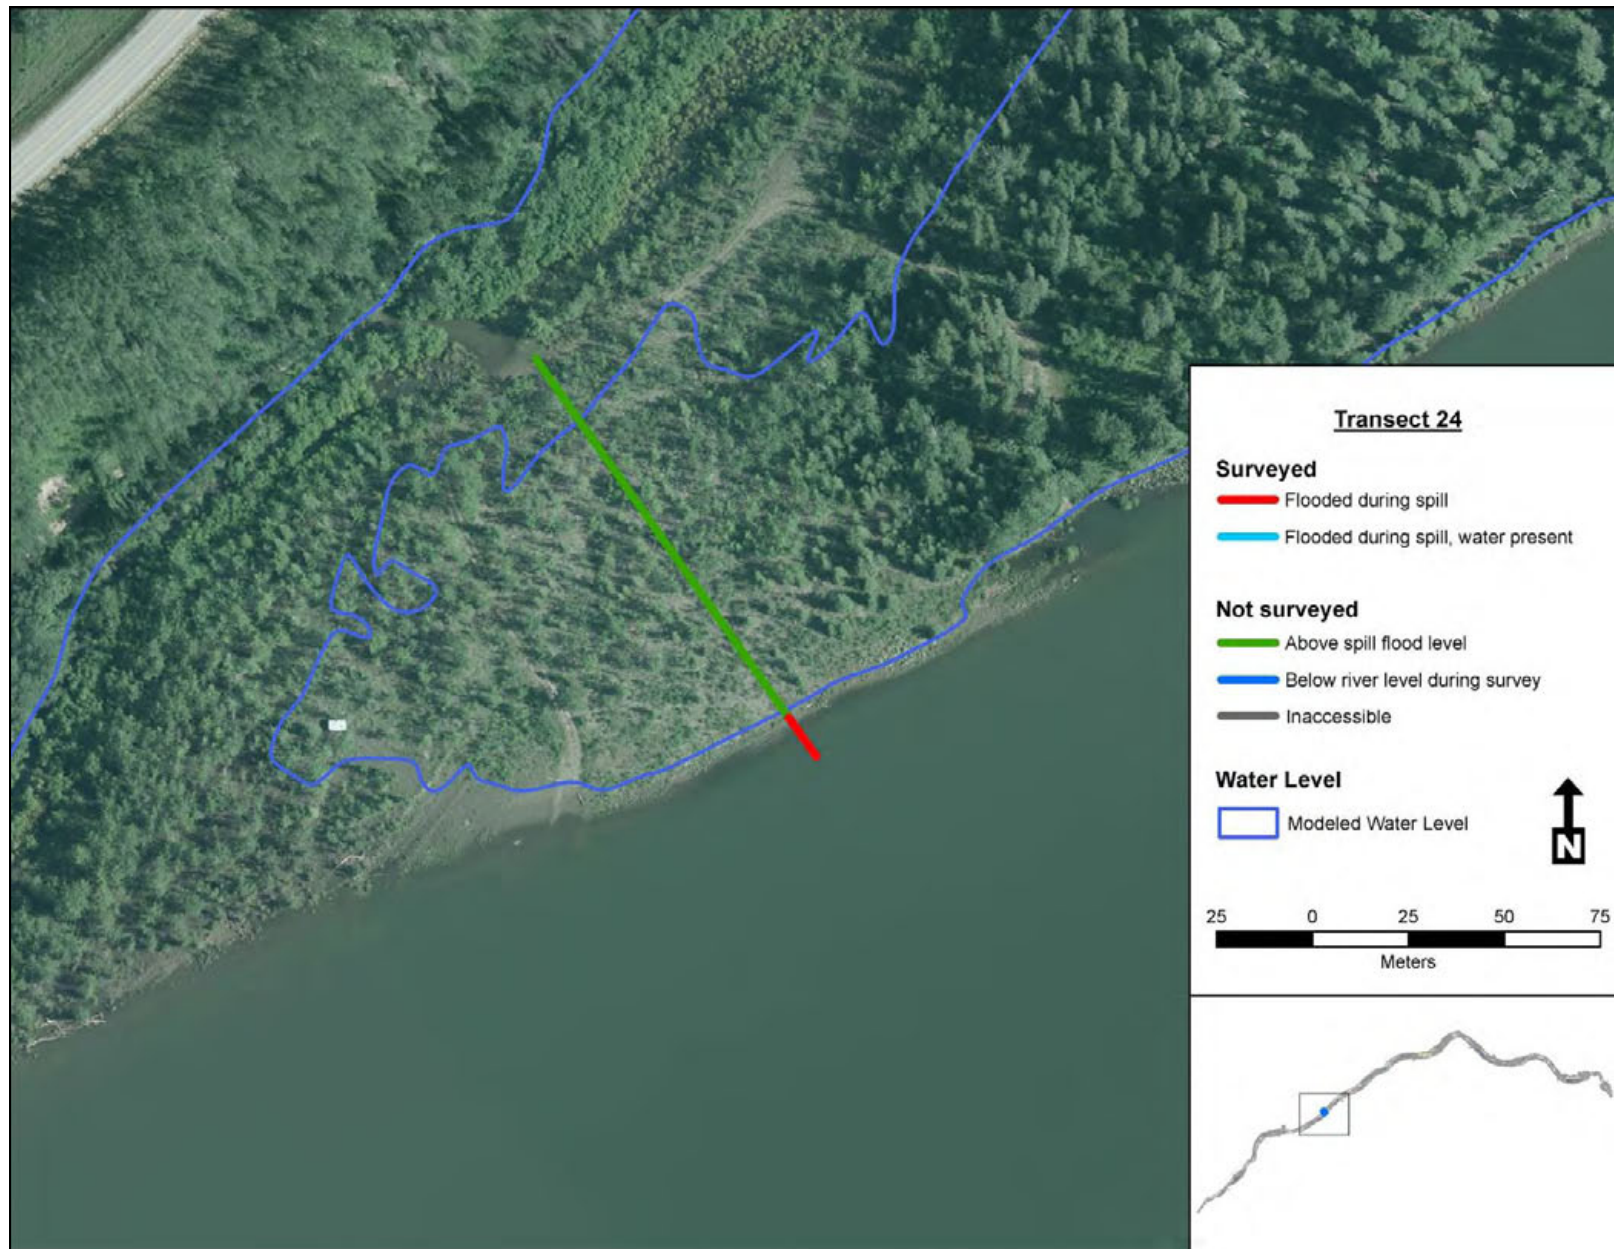 Transect 24
Surveyed
Flooded during spill
Flooded during spill, water present
Not surveyed
Above spill flood level
Below river level during survey
Inaccessible
Water Level
Modeled Water Level
N
25 0 25 50 75
Meters